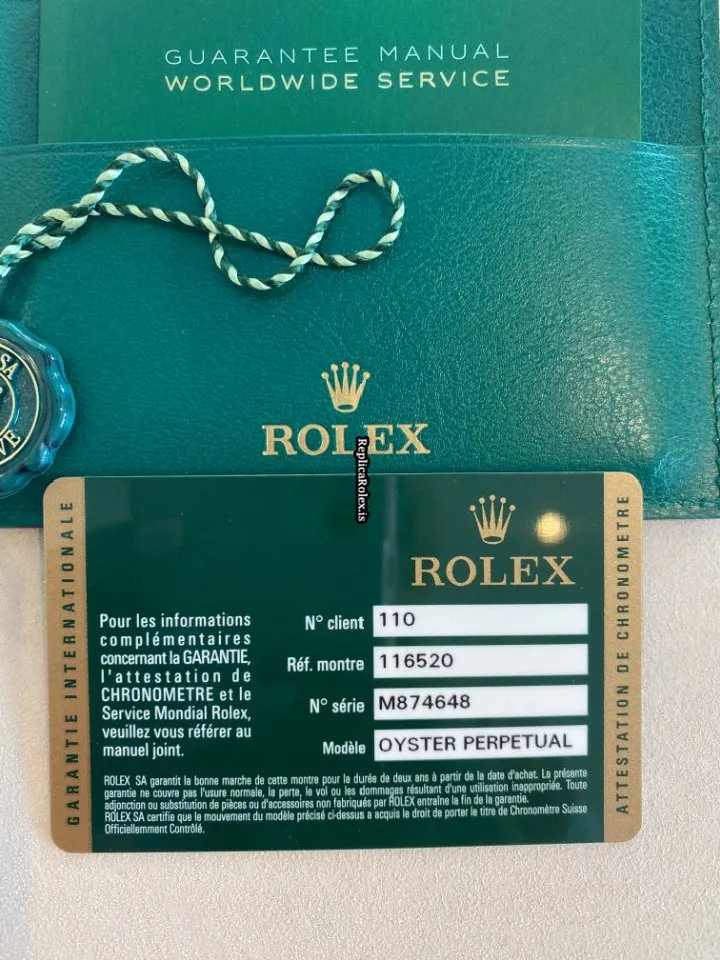 GUARANTEE MANUAL
WORLDWIDE SERVICE
SA
VE
ROLEX
ReplicaRolex.is
GARANTIE INTERNATIONALE
ROLEX
Pour les informations
complémentaires
concernant la GARANTIE,
l'attestation de
CHRONOMETRE et le
Service Mondial Rolex,
veuillez vous référer au
manuel joint.
N° client 110
Réf. montre 116520
N° série M874648
Modèle OYSTER PERPETUAL
ROLEX SA garantit la bonne marche de cette montre pour la durée de deux ans à partir de la date d'achat. La présente
garantie ne couvre pas l'usure normale, la perte, le vol ou les dommages résultant d'une utilisation inappropriée. Toute
adjonction ou substitution de pièces ou d'accessoires non fabriqués par ROLEX entraîne la fin de la garantie.
ROLEX SA certifie que le mouvement du modèle précisé ci-dessus a acquis le droit de porter le titre de Chronomètre Suisse
Officiellement Contrôlé.
ATTESTATION DE CHRONOMETRE